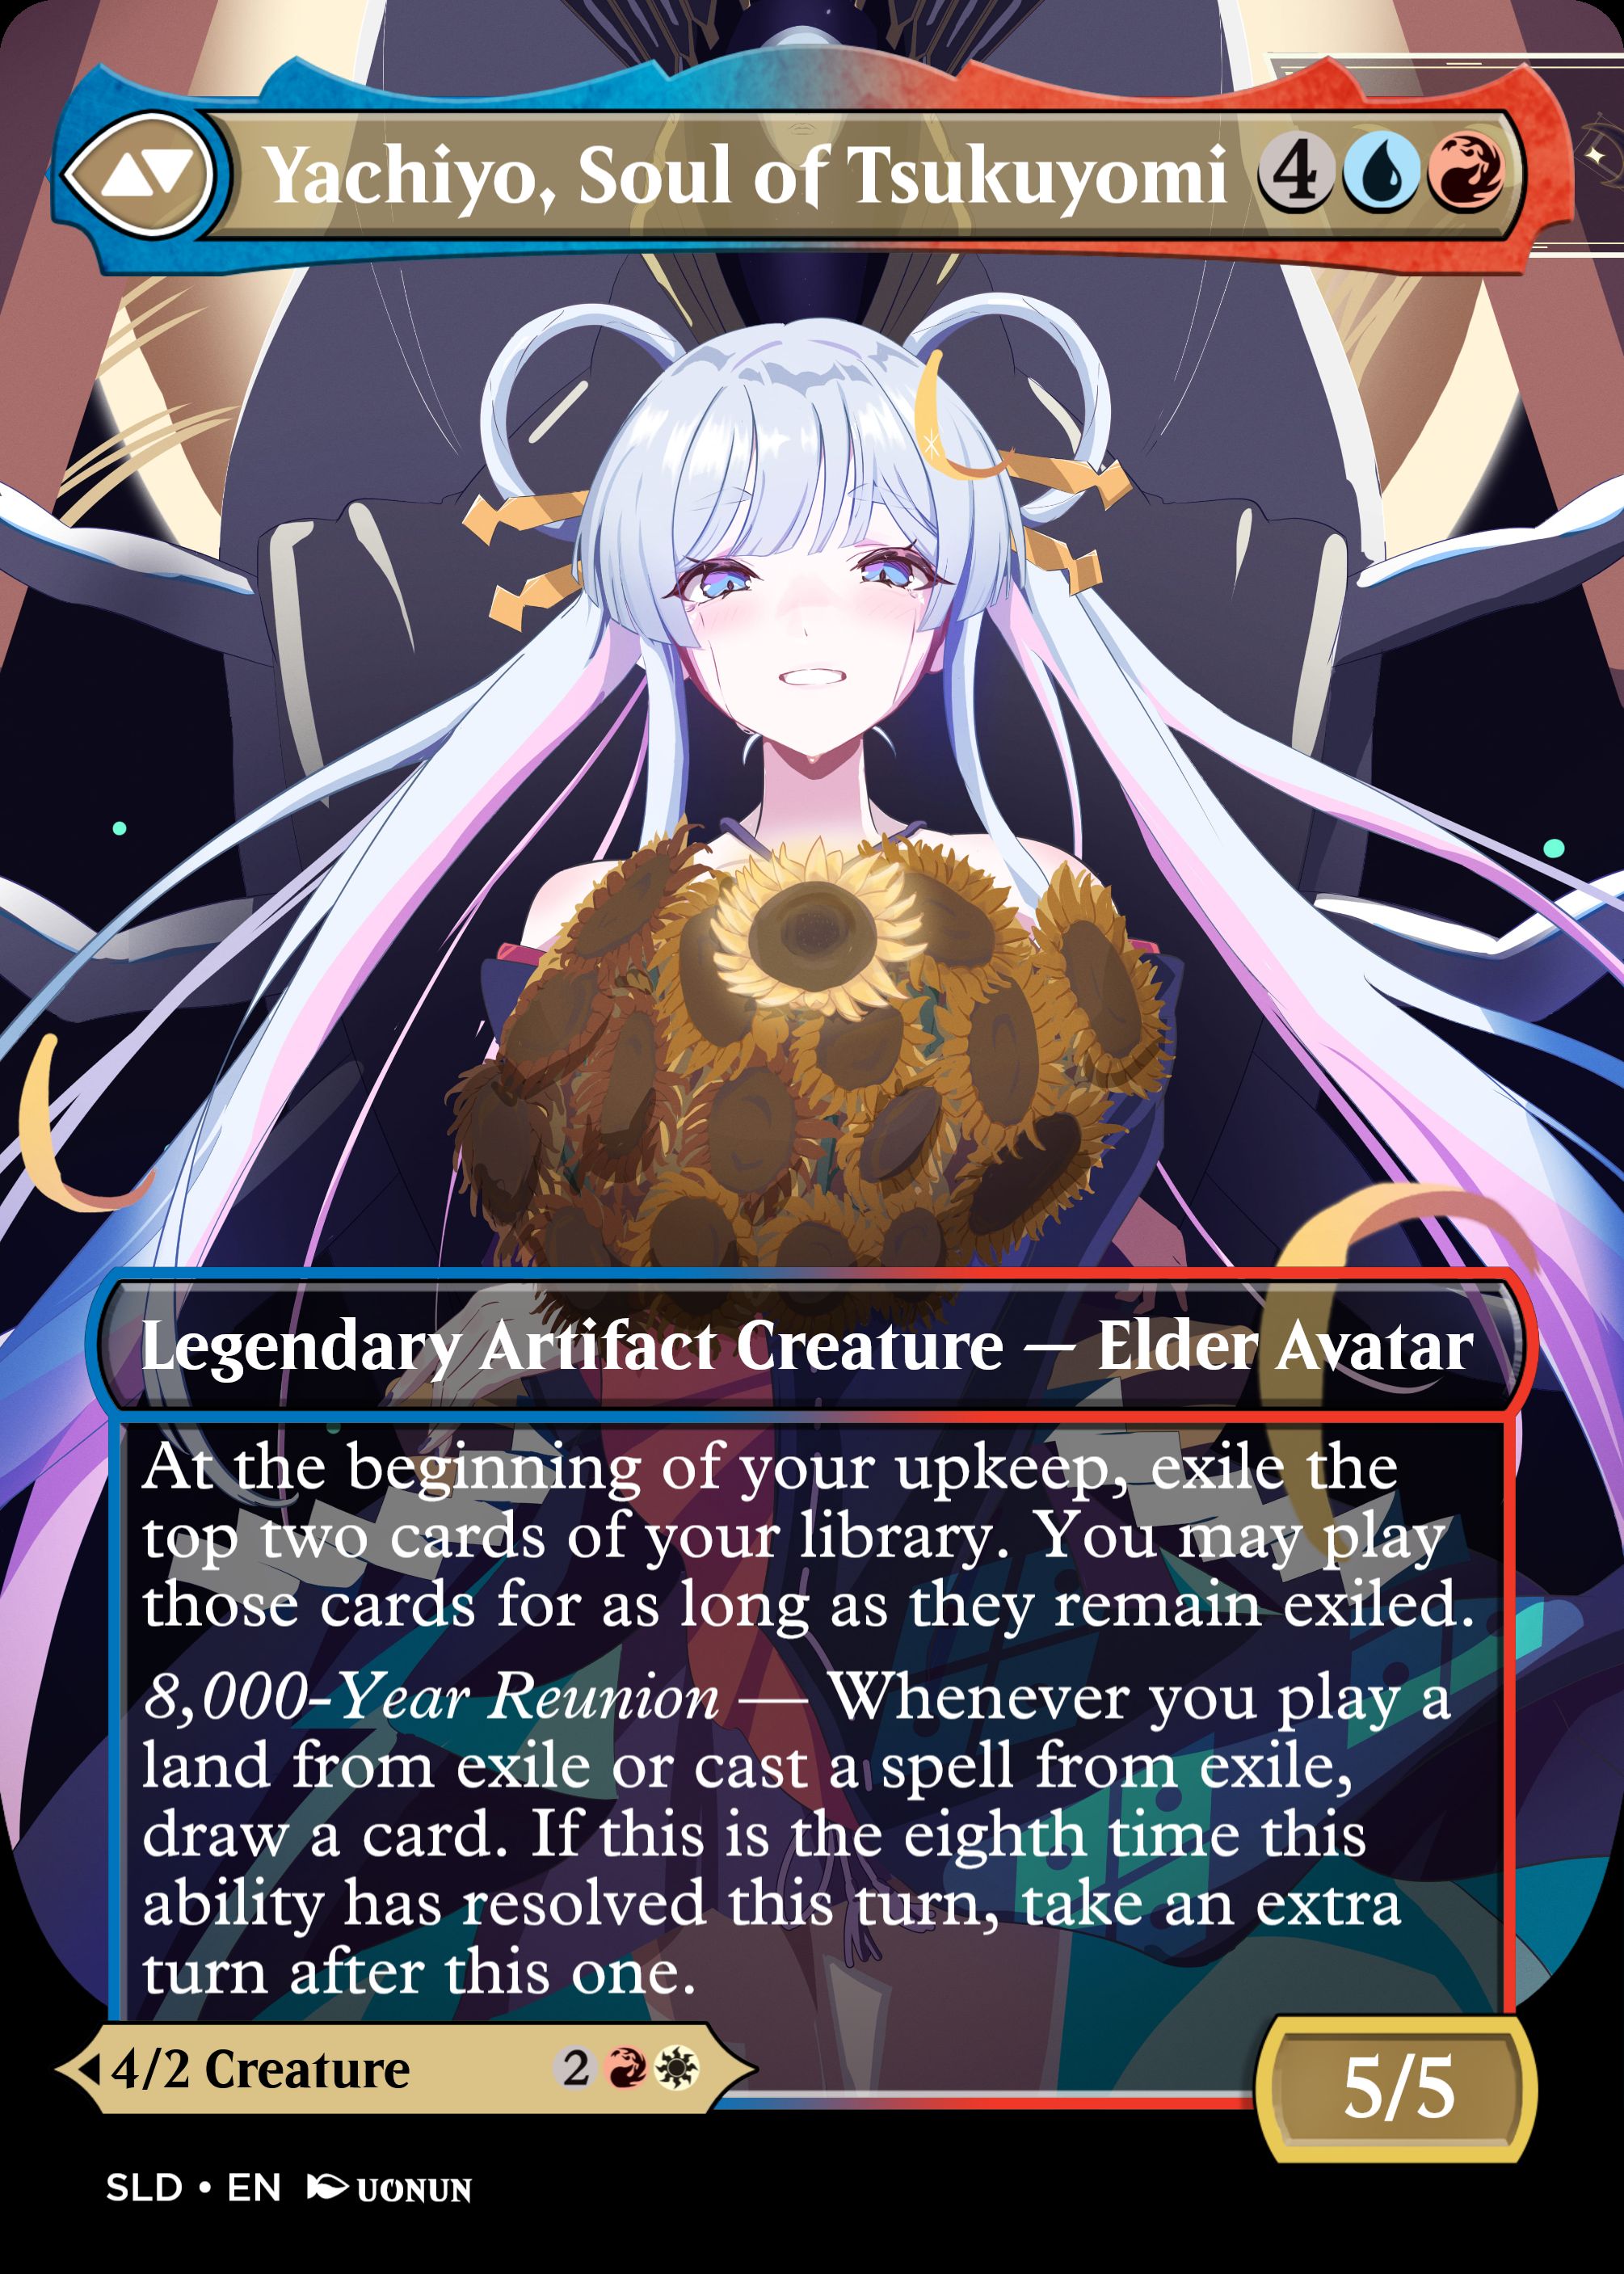 Yachiyo, Soul of Tsukuyomi 4
Legendary Artifact Creature — Elder Avatar
At the beginning of your upkeep, exile the
top two cards of your library. You may play
those cards for as long as they remain exiled.
8,000-Year Reunion — Whenever you play a
land from exile or cast a spell from exile,
draw a card. If this is the eighth time this
ability has resolved this turn, take an extra
turn after this one.
4/2 Creature 2
5/5
SLD • EN UONUN